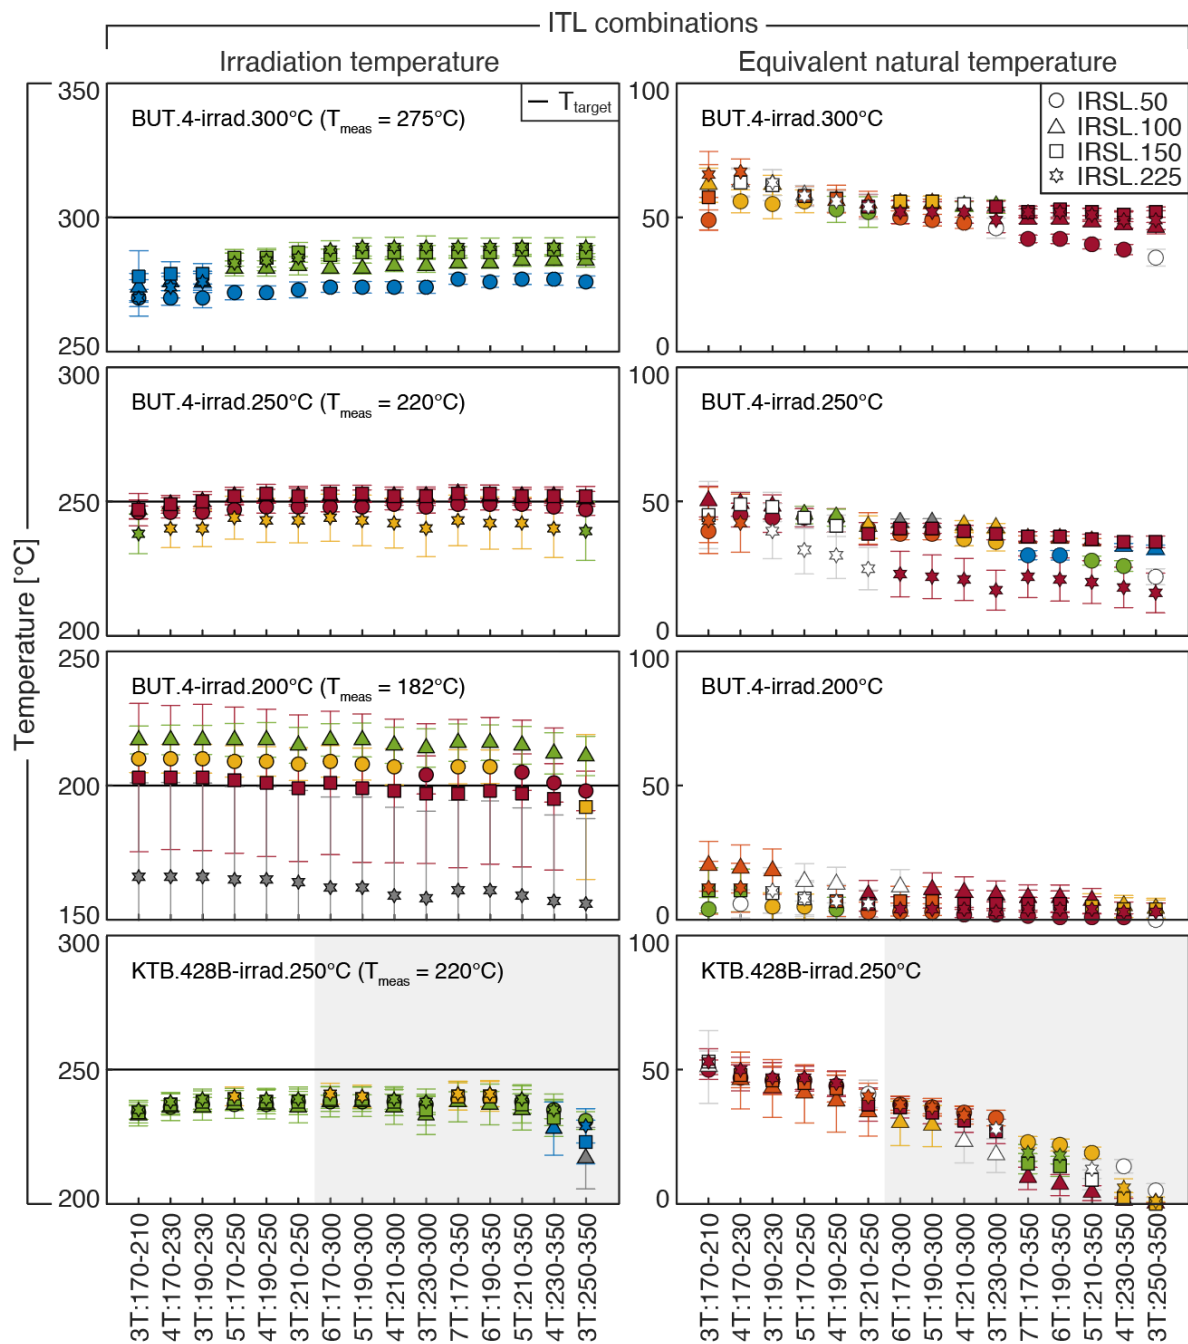 ITL combinations
Irradiation temperature
Equivalent natural temperature
Temperature [°C]
350
300
250
BUT.4-irrad.300°C (Tmeas = 275°C)
Ttarget
100
50
0
BUT.4-irrad.300°C
IRSL.50
IRSL.100
IRSL.150
IRSL.225
300
250
200
BUT.4-irrad.250°C (Tmeas = 220°C)
100
50
0
BUT.4-irrad.250°C
250
200
150
BUT.4-irrad.200°C (Tmeas = 182°C)
100
50
0
BUT.4-irrad.200°C
300
250
200
KTB.428B-irrad.250°C (Tmeas = 220°C)
100
50
0
KTB.428B-irrad.250°C
3T:170-210
4T:170-230
3T:190-230
5T:170-250
4T:190-250
3T:210-250
6T:170-300
5T:190-300
4T:210-300
3T:230-300
7T:170-350
6T:190-350
5T:210-350
4T:230-350
3T:250-350
3T:170-210
4T:170-230
3T:190-230
5T:170-250
4T:190-250
3T:210-250
6T:170-300
5T:190-300
4T:210-300
3T:230-300
7T:170-350
6T:190-350
5T:210-350
4T:230-350
3T:250-350